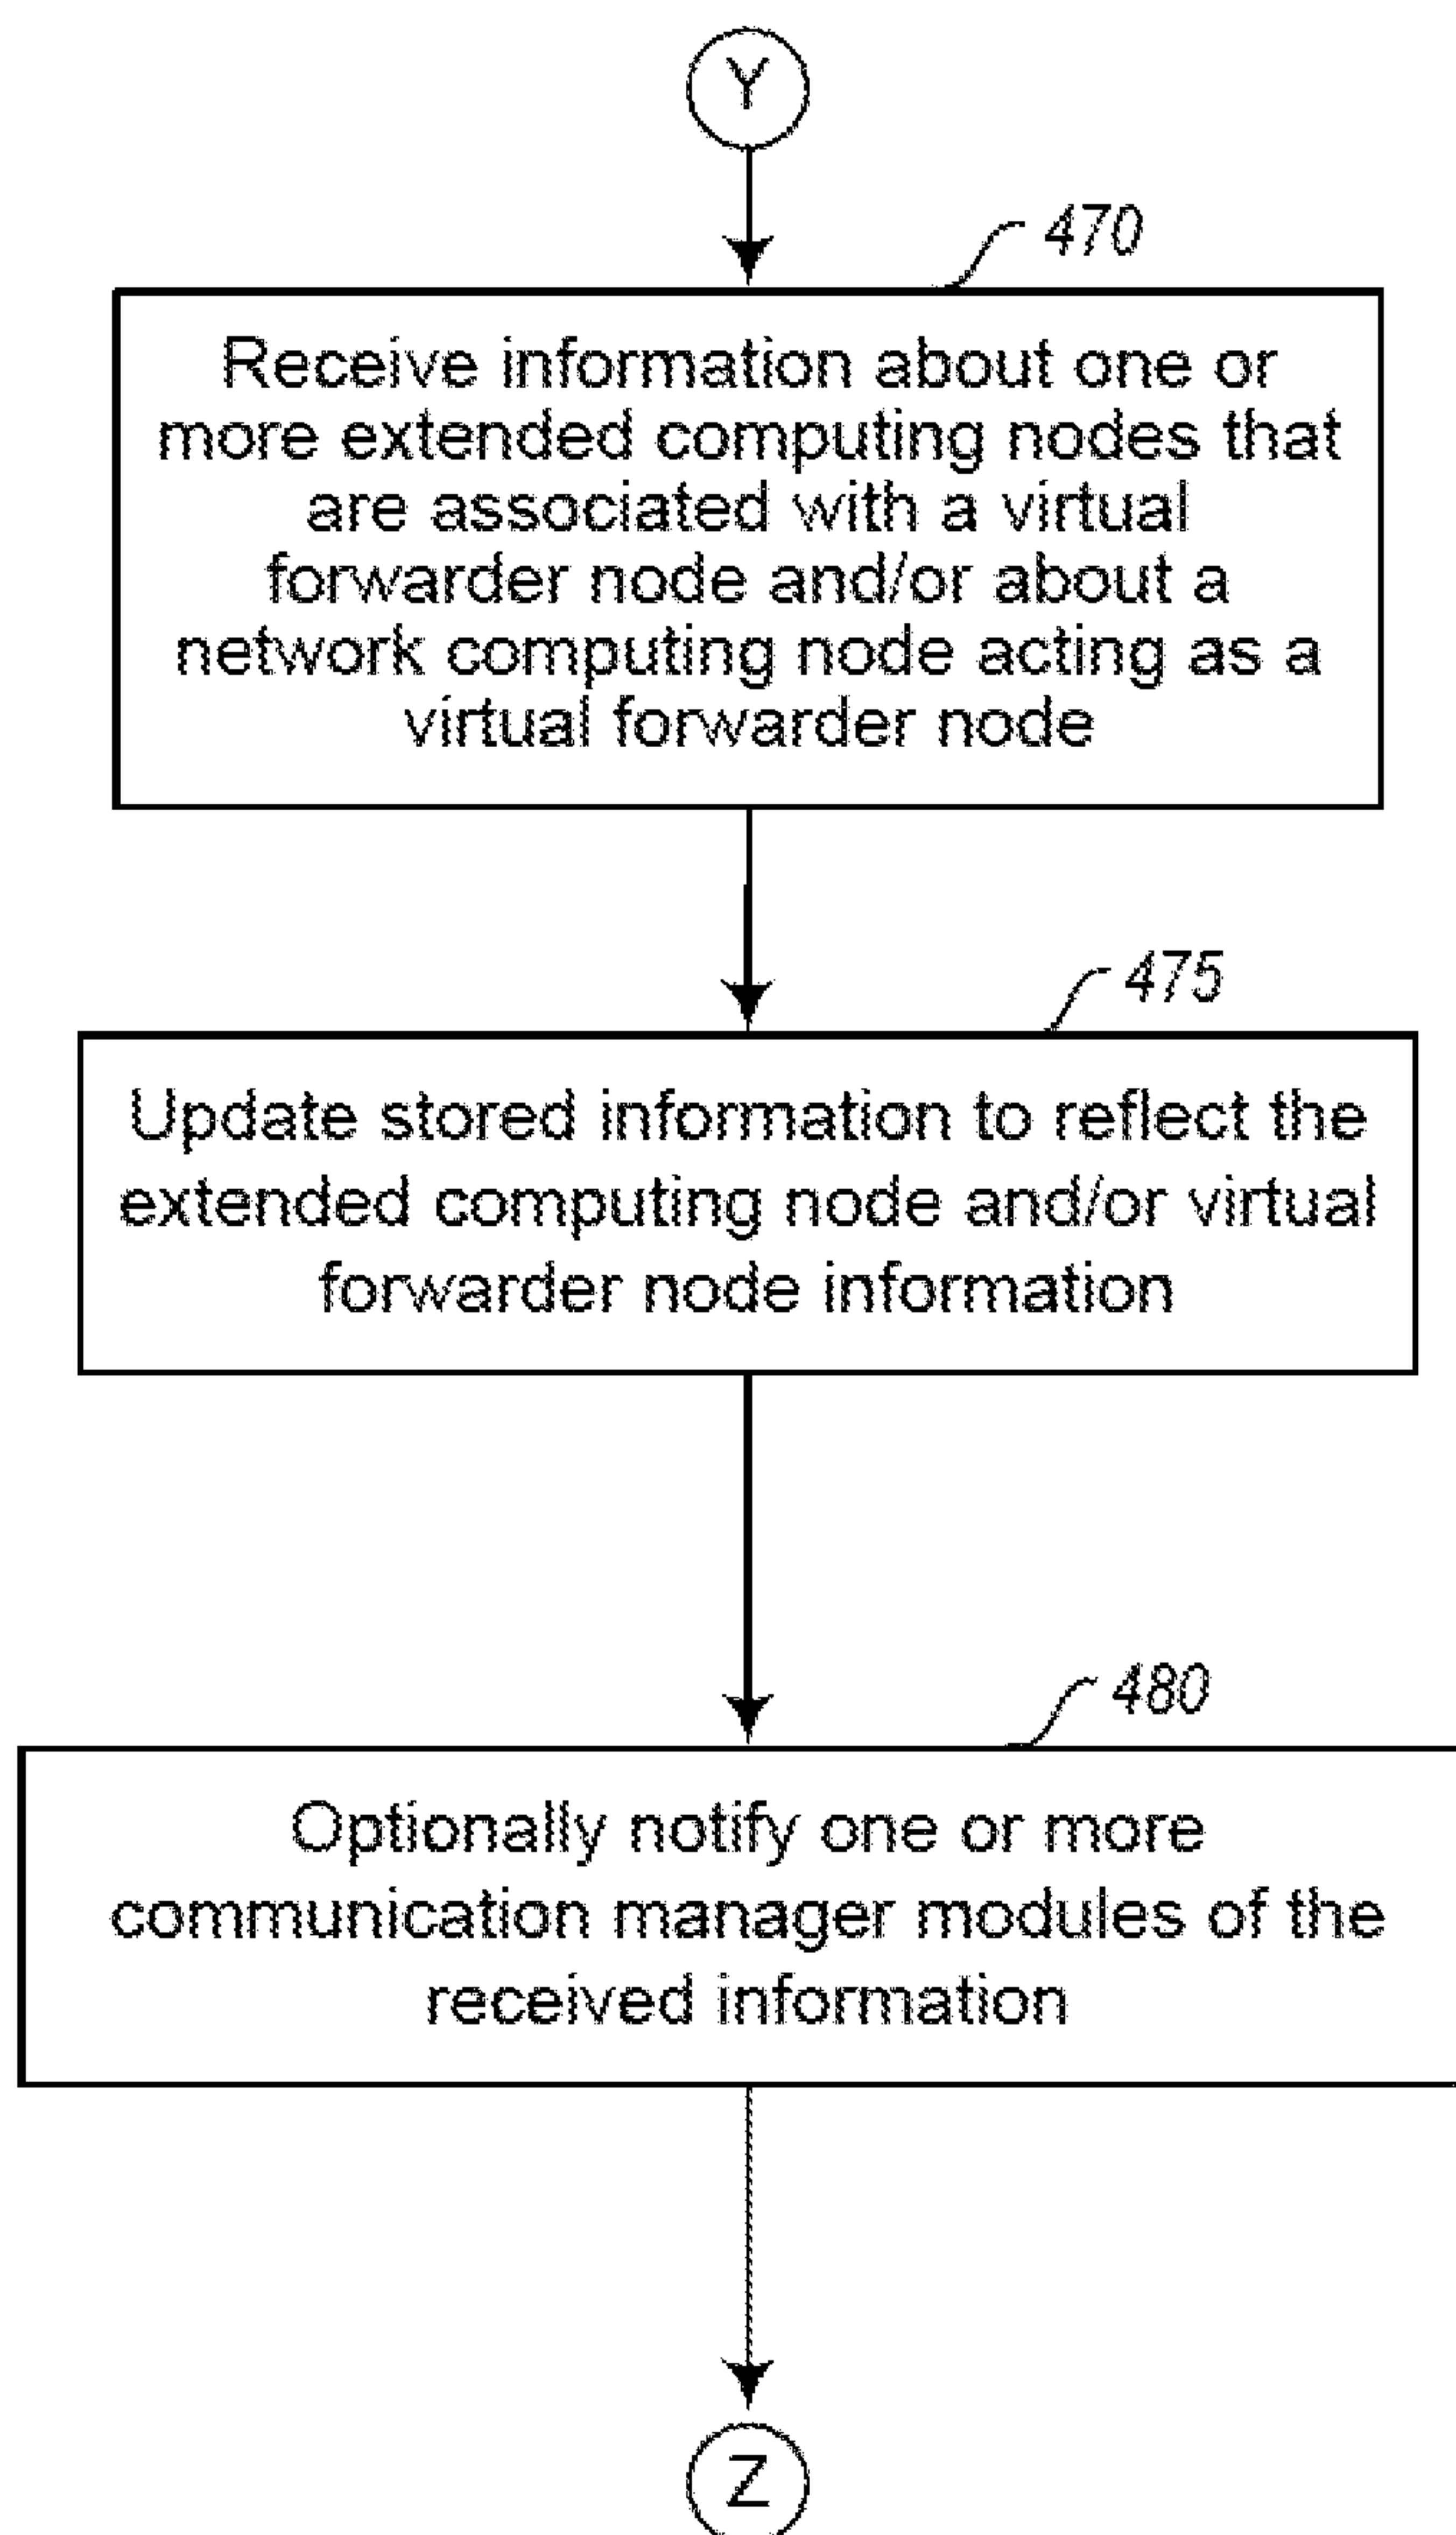 Y
470
Receive information about one or
more extended computing nodes that
are associated with a virtual
forwarder node and/or about a
network computing node acting as a
virtual forwarder node
475
Update stored information to reflect the
extended computing node and/or virtual
forwarder node information
480
Optionally notify one or more
communication manager modules of the
received information
Z